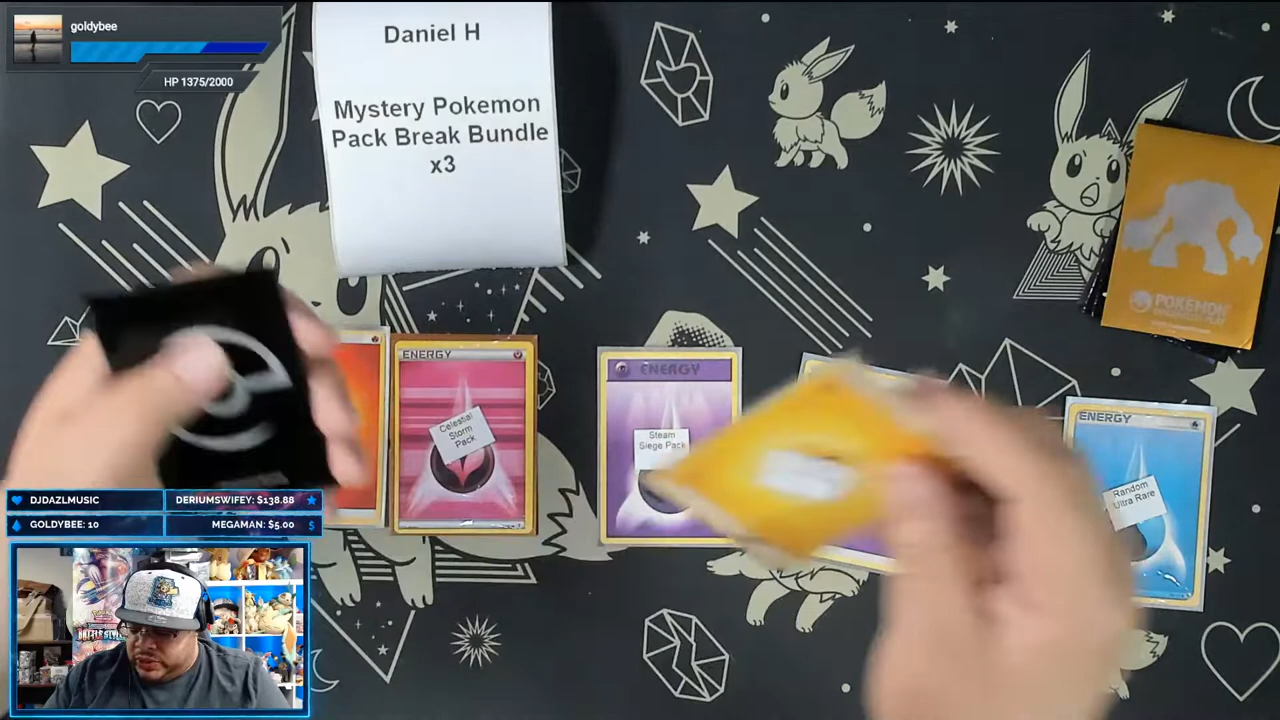 goldybee
HP 1375/2000
Daniel H
Mystery Pokemon
Pack Break Bundle
x3
POKEMON
ENERGY
Celestial
Storm
Pack
ENERGY
Steam
Siege Pack
ENERGY
Random
Ultra Rare
DJDAZLMUSIC
DERIUMSWIFEY: $138.88
GOLDYBEE: 10
MEGAMAN: $5.00